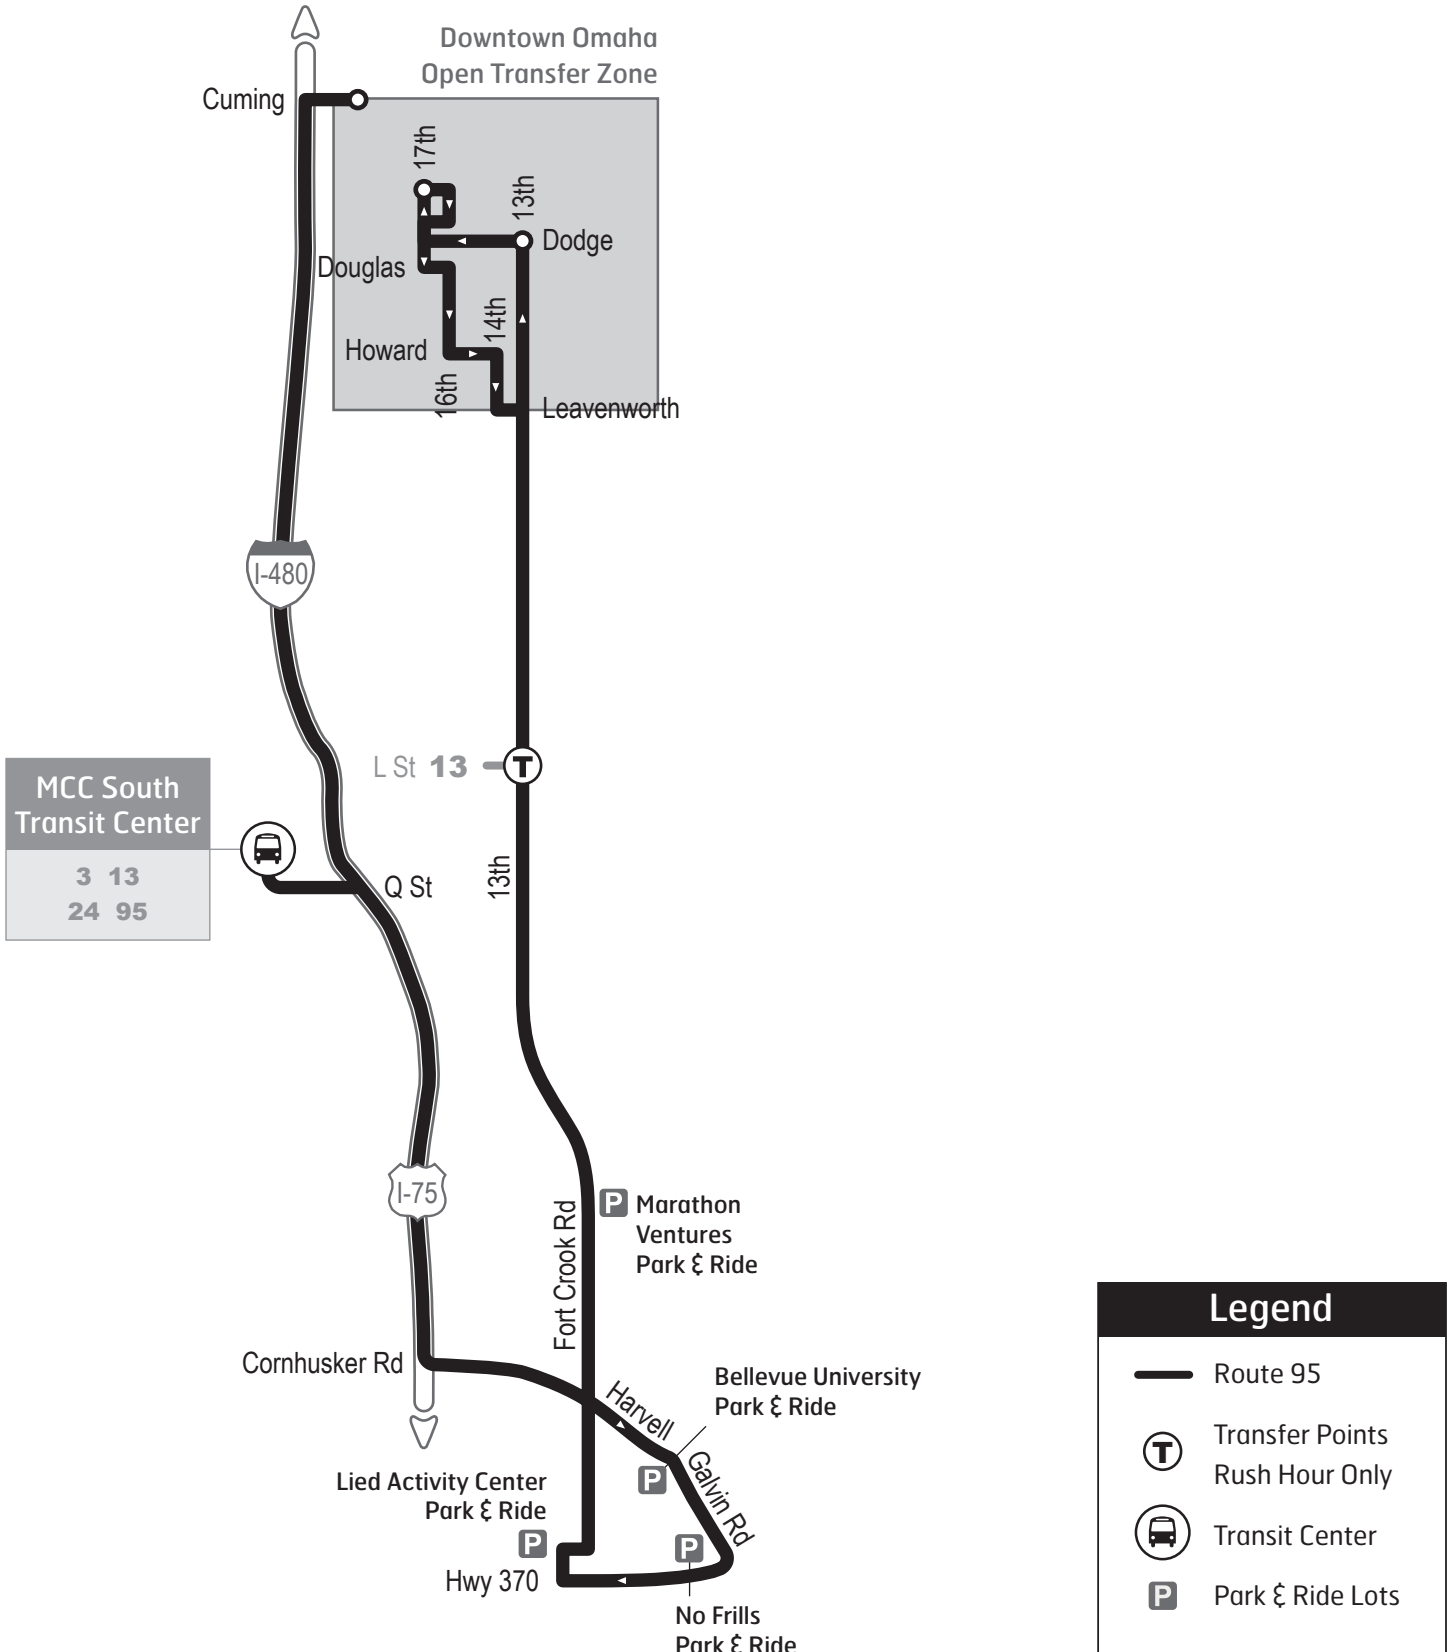 Downtown Omaha
Open Transfer Zone
Cuming
17th
13th
Dodge
Douglas
14th
Howard
16th
Leavenworth
I-480
L St 13
T
MCC South
Transit Center
3 13
24 95
Q St
13th
I-75
P
Marathon
Ventures
Park & Ride
Fort Crook Rd
Cornhusker Rd
Harvell
Bellevue University
Park & Ride
P
Galvin Rd
Lied Activity Center
Park & Ride
P
P
Hwy 370
No Frills
Park & Ride
Legend
Route 95
T
Transfer Points
Rush Hour Only
Transit Center
P
Park & Ride Lots